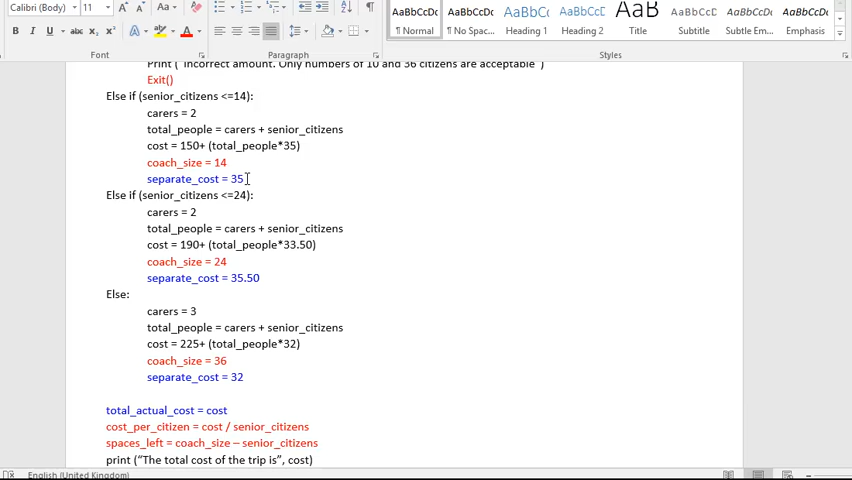 Calibri (Body)
11
Aa
A
A
AaBbCcDc
AaBbCcDc
AaBbCc
AaBbCcC
AaB
AaBbCcD
AaBbCcDc
AaBbCcDc
B
I
U
abc
x₂
x²
A
A
¶ Normal
¶ No Spac...
Heading 1
Heading 2
Title
Subtitle
Subtle Em...
Emphasis
Font
Paragraph
Styles
Print ("Incorrect amount. Only numbers of 10 and 36 citizens are acceptable")
Exit()
Else if (senior_citizens <=14):
carers = 2
total_people = carers + senior_citizens
cost = 150+ (total_people*35)
coach_size = 14
separate_cost = 35
Else if (senior_citizens <=24):
carers = 2
total_people = carers + senior_citizens
cost = 190+ (total_people*33.50)
coach_size = 24
separate_cost = 35.50
Else:
carers = 3
total_people = carers + senior_citizens
cost = 225+ (total_people*32)
coach_size = 36
separate_cost = 32
total_actual_cost = cost
cost_per_citizen = cost / senior_citizens
spaces_left = coach_size – senior_citizens
print ("The total cost of the trip is", cost)
English (United Kingdom)